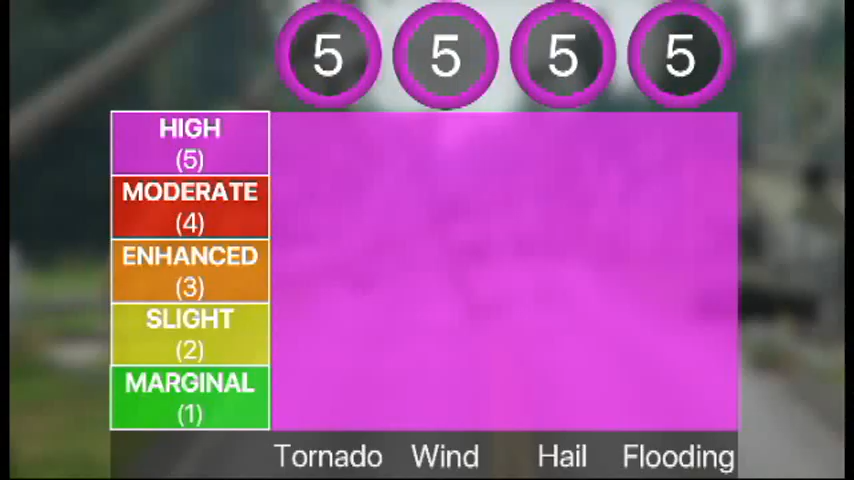 5 5 5 5
HIGH
(5)
MODERATE
(4)
ENHANCED
(3)
SLIGHT
(2)
MARGINAL
(1)
Tornado Wind Hail Flooding